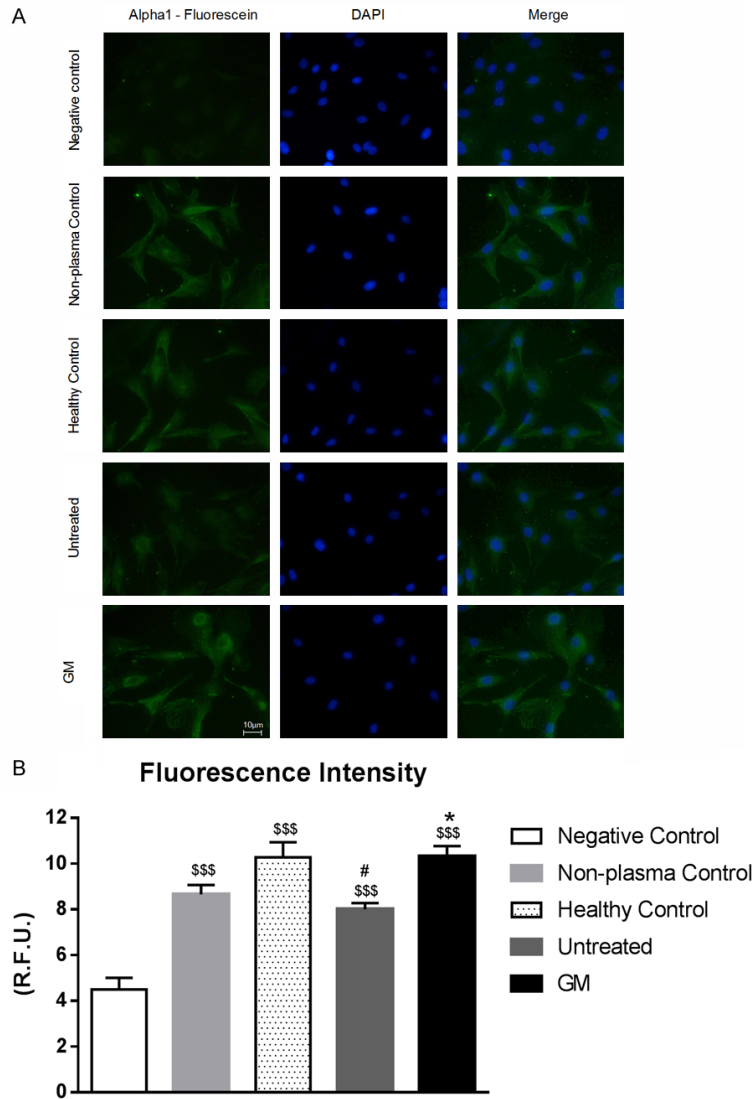 A
Alpha1 - Fluorescein
DAPI
Merge
Negative control
Non-plasma Control
Healthy Control
Untreated
GM
10μm
B
Fluorescence Intensity
(R.F.U.)
12
10
8
6
4
2
0
$$$
$$$
#
$$$
*
$$$
Negative Control
Non-plasma Control
Healthy Control
Untreated
GM